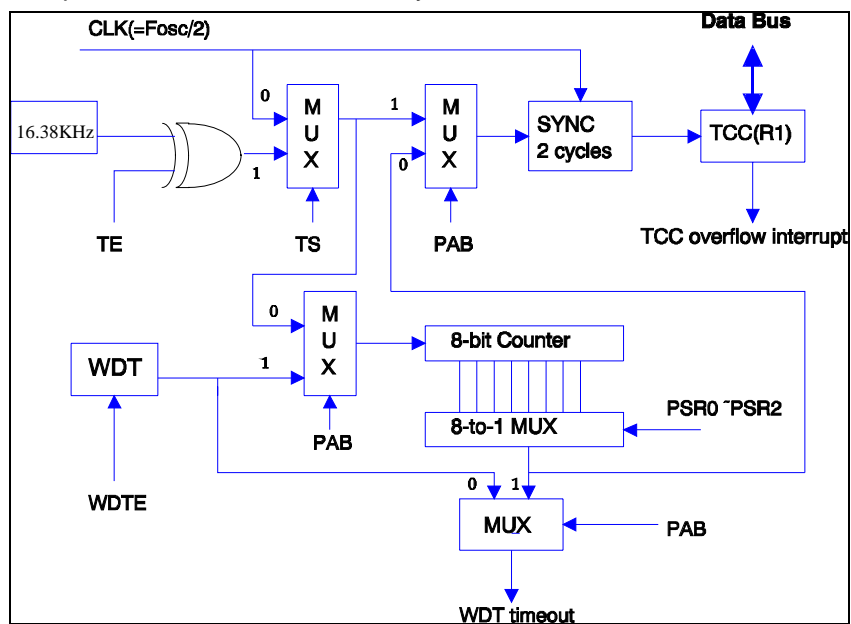 CLK(=Fosc/2)
Data Bus
0
M
U
X
1
M
U
X
0
16.38KHz
1
SYNC
2 cycles
TCC(R1)
TE
TS
PAB
TCC overflow interrupt
0
M
U
X
1
WDT
8-bit Counter
PAB
8-to-1 MUX
PSR0 ~PSR2
WDTE
0
1
MUX
PAB
WDT timeout